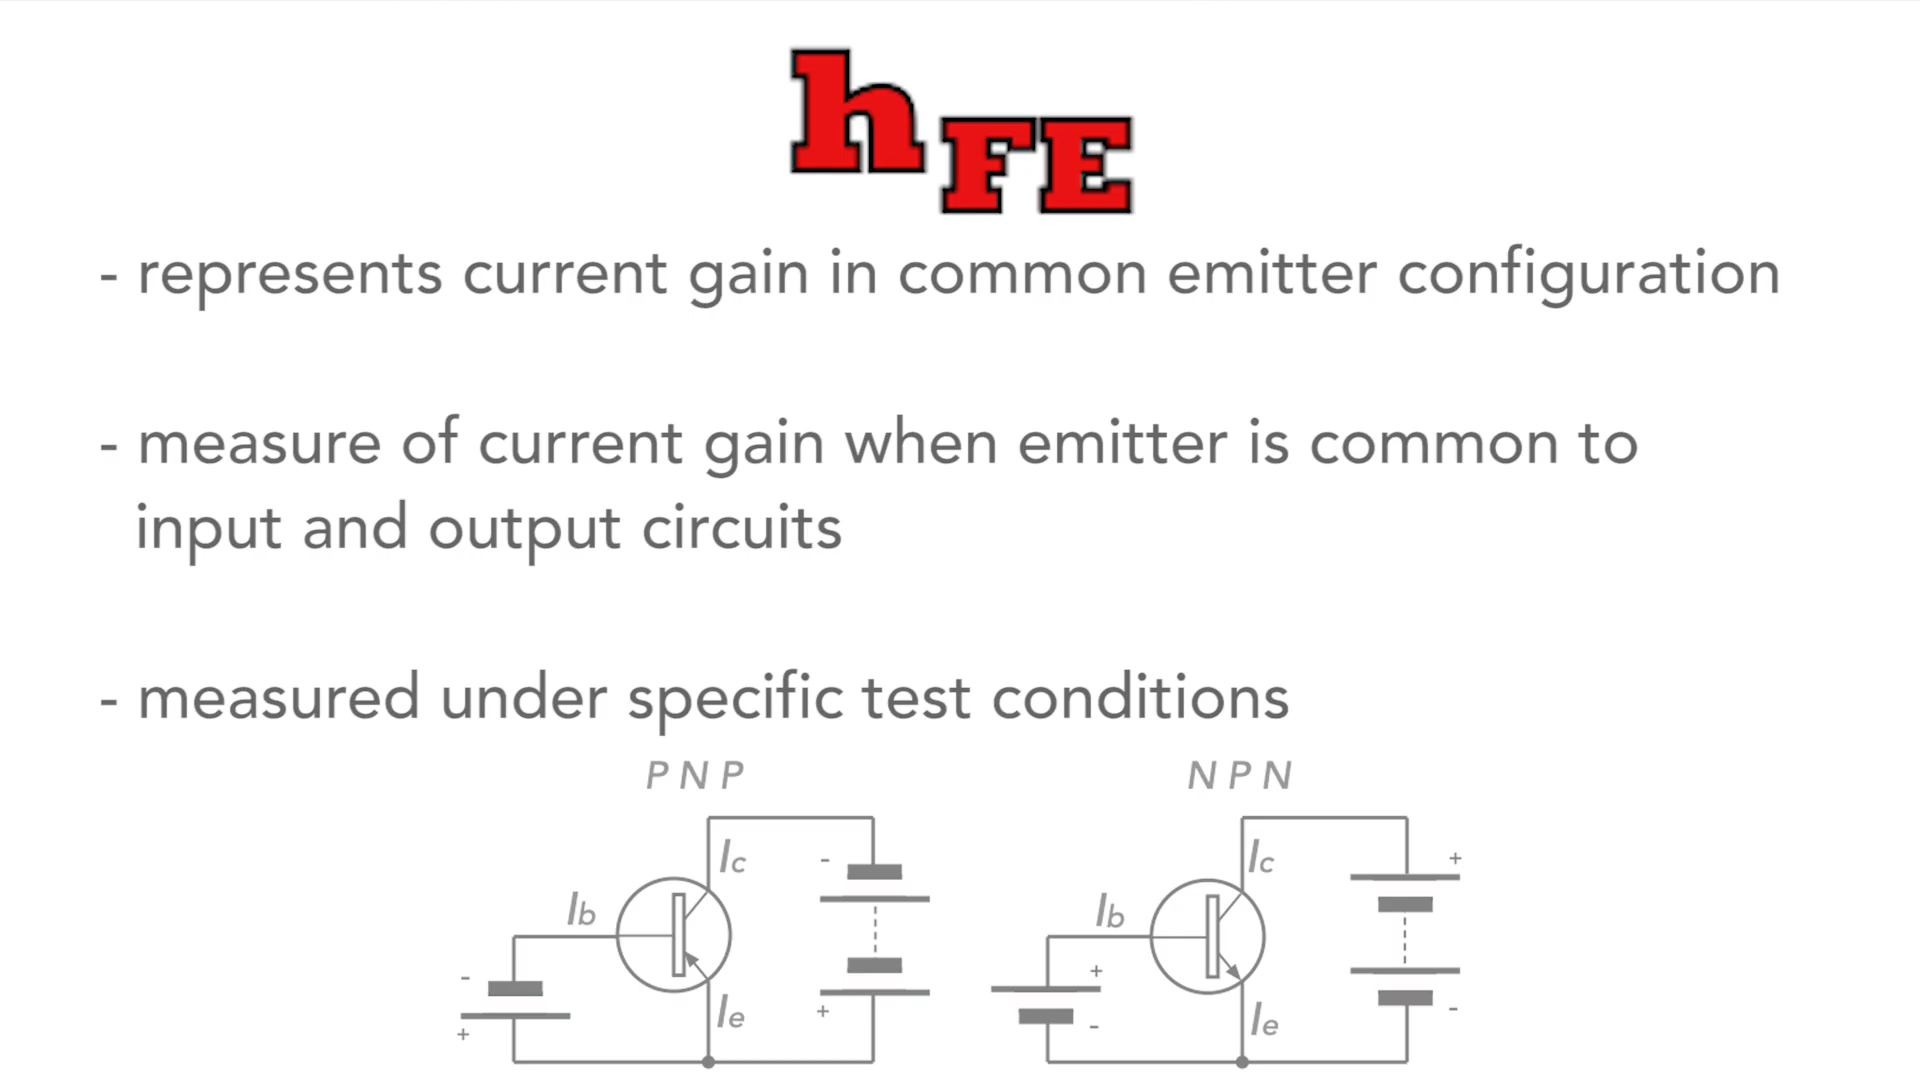 hFE
- represents current gain in common emitter configuration
- measure of current gain when emitter is common to
input and output circuits
- measured under specific test conditions
PNP
NPN
Ic
-
Ic
+
Ib
Ib
-
+
+
Ie
+
-
Ie
-